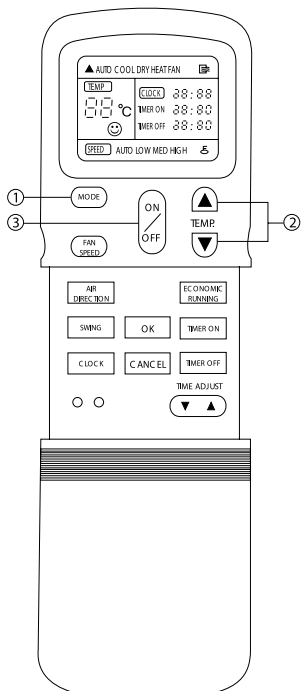 ▲ AUTO COOL DRY HEAT FAN
TEMP
88 °C
CLOCK 88:88
TIMER ON 88:80
TIMER OFF 88:80
SPEED AUTO LOW MED HIGH
① MODE
③ ON
OFF
▲
TEMP.
▼
②
FAN
SPEED
AIR
DIRECTION
ECONOMIC
RUNNING
SWING
OK
TIMER ON
CLOCK
CANCEL
TIMER OFF
TIME ADJUST
▼ ▲